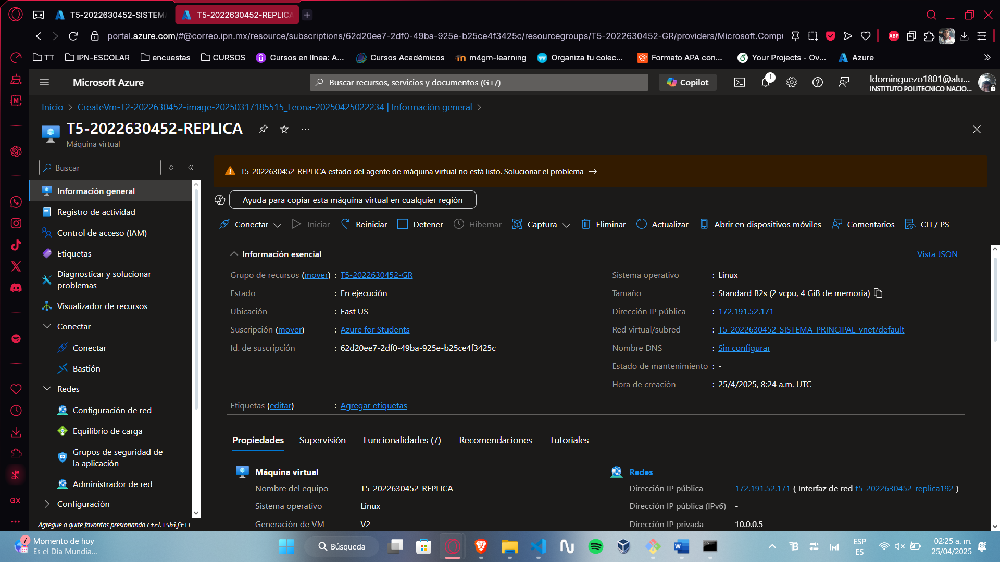 T5-2022630452-SISTEMA
T5-2022630452-REPLICA
portal.azure.com/#@correo.ipn.mx/resource/subscriptions/62d20ee7-2df0-49ba-925e-b25ce4f3425c/resourcegroups/T5-2022630452-GR/providers/Microsoft.Compu
ABP
TT
IPN-ESCOLAR
encuestas
CURSOS
Cursos en línea: A...
Cursos Académicos
m4gm-learning
Organiza tu colec...
Formato APA con...
Your Projects - Ov...
Azure
Microsoft Azure
Buscar recursos, servicios y documentos (G+/)
Copilot
1
ldominguezo1801@alu...
INSTITUTO POLITECNICO NACIO...
Inicio > CreateVm-T2-2022630452-image-20250317185515_Leona-20250425022234 | Información general >
T5-2022630452-REPLICA
...
Máquina virtual
Buscar
Información general
Registro de actividad
Control de acceso (IAM)
Etiquetas
Diagnosticar y solucionar
problemas
Visualizador de recursos
Conectar
Conectar
Bastión
Redes
Configuración de red
Equilibrio de carga
Grupos de seguridad de
la aplicación
Administrador de red
Configuración
Agregue o quite favoritos presionando Ctrl+Shift+F
T5-2022630452-REPLICA estado del agente de máquina virtual no está listo. Solucionar el problema →
Ayuda para copiar esta máquina virtual en cualquier región
Conectar
Iniciar
Reiniciar
Detener
Hibernar
Captura
Eliminar
Actualizar
Abrir en dispositivos móviles
Comentarios
CLI / PS
Información esencial
Vista JSON
Grupo de recursos (mover) : T5-2022630452-GR
Estado : En ejecución
Ubicación : East US
Suscripción (mover) : Azure for Students
Id. de suscripción : 62d20ee7-2df0-49ba-925e-b25ce4f3425c
Sistema operativo : Linux
Tamaño : Standard B2s (2 vcpu, 4 GiB de memoria)
Dirección IP pública : 172.191.52.171
Red virtual/subred : T5-2022630452-SISTEMA-PRINCIPAL-vnet/default
Nombre DNS : Sin configurar
Estado de mantenimiento : -
Hora de creación : 25/4/2025, 8:24 a.m. UTC
Etiquetas (editar) : Agregar etiquetas
Propiedades
Supervisión
Funcionalidades (7)
Recomendaciones
Tutoriales
Máquina virtual
Nombre del equipo T5-2022630452-REPLICA
Sistema operativo Linux
Generación de VM V2
Redes
Dirección IP pública 172.191.52.171 ( Interfaz de red t5-2022630452-replica192 )
Dirección IP pública (IPv6) -
Dirección IP privada 10.0.0.5
GX
7
Momento de hoy
Es el Día Mundia...
Búsqueda
ESP
ES
02:25 a. m.
25/04/2025